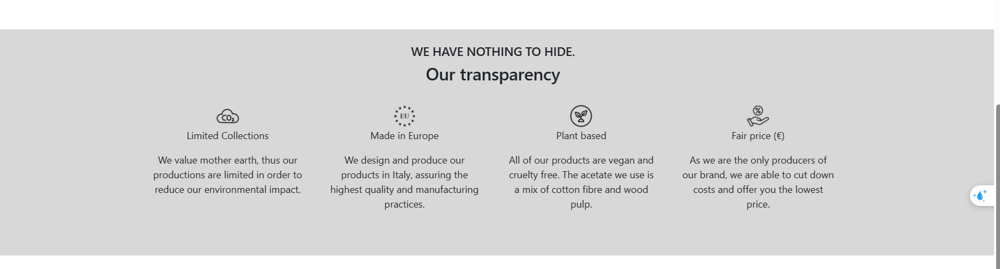 WE HAVE NOTHING TO HIDE.
Our transparency
CO₂
Limited Collections
We value mother earth, thus our
productions are limited in order to
reduce our environmental impact.
EU
Made in Europe
We design and produce our
products in Italy, assuring the
highest quality and manufacturing
practices.
Plant based
All of our products are vegan and
cruelty free. The acetate we use is
a mix of cotton fibre and wood
pulp.
%
Fair price (€)
As we are the only producers of
our brand, we are able to cut down
costs and offer you the lowest
price.